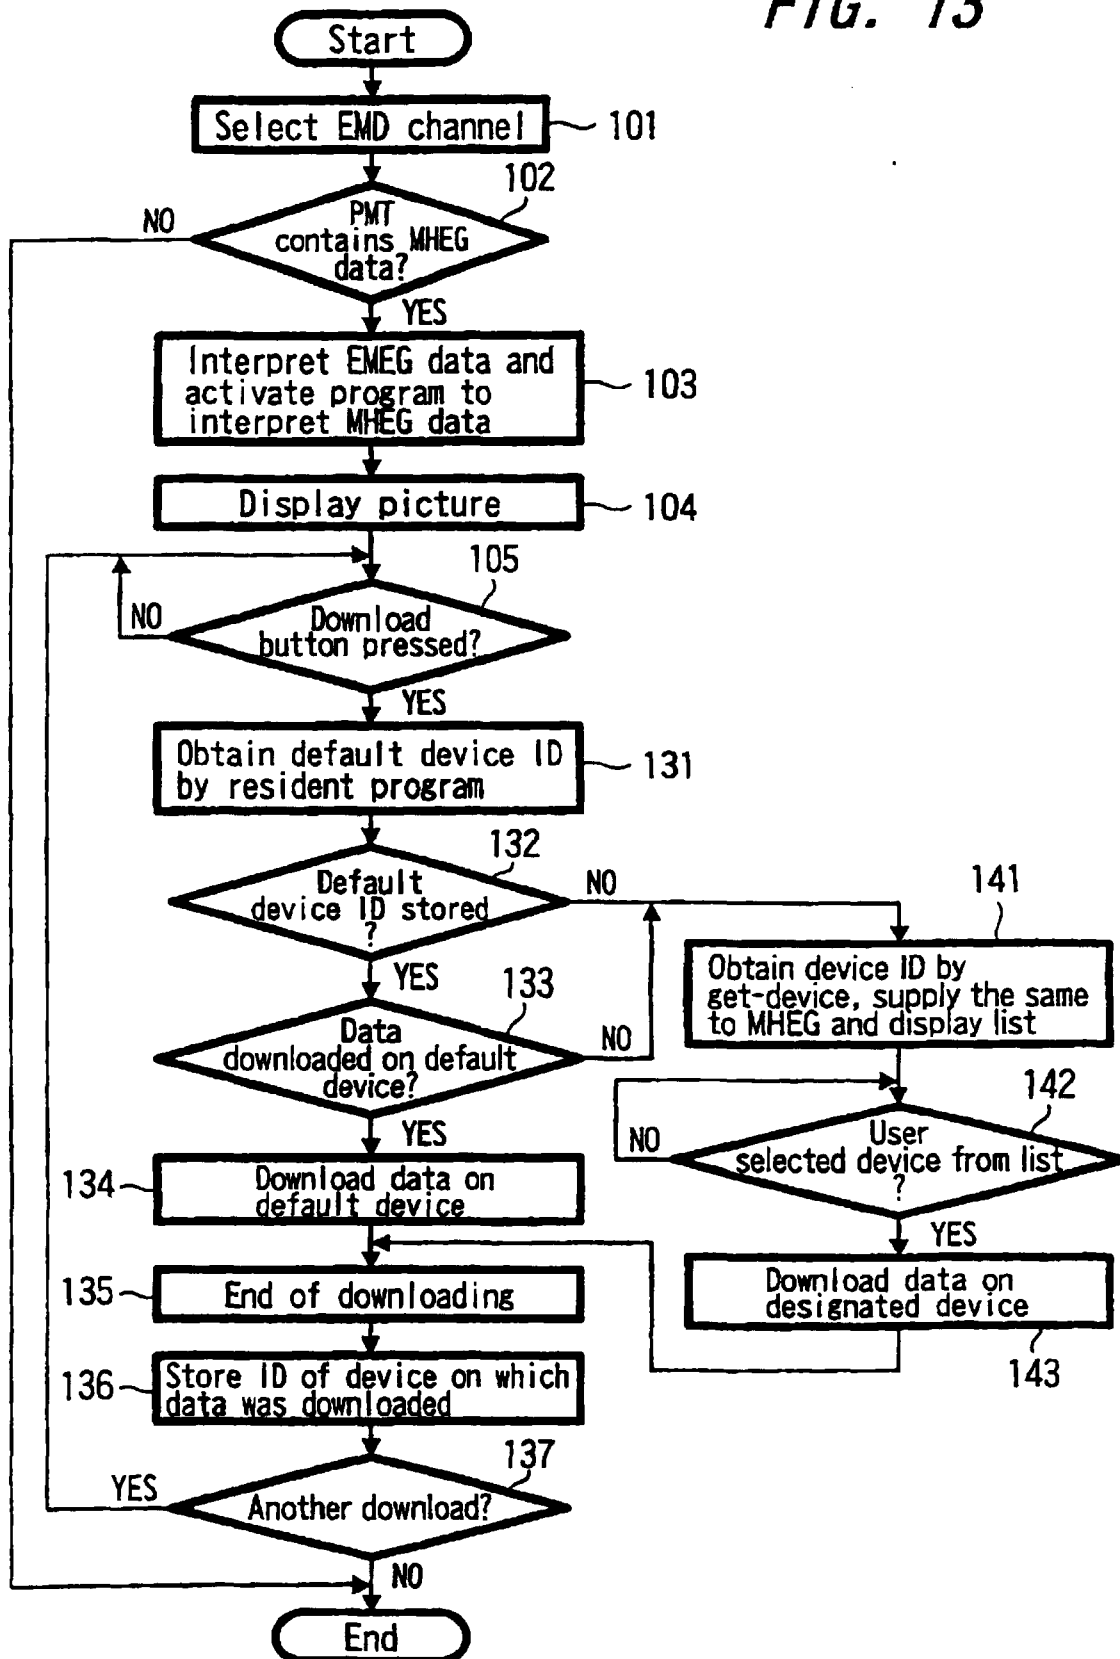 FIG. 13
Start
Select EMD channel
101
102
NO
PMT
contains MHEG
data?
YES
Interpret EMEG data and
activate program to
interpret MHEG data
103
Display picture
104
105
NO
Download
button pressed?
YES
Obtain default device ID
by resident program
131
132
Default
device ID stored
?
NO
YES
141
Obtain device ID by
get-device, supply the same
to MHEG and display list
133
Data
downloaded on default
device?
NO
YES
142
NO
User
selected device from list
?
YES
134
Download data on
default device
135
End of downloading
Download data on
designated device
143
136
Store ID of device on which
data was downloaded
137
YES
Another download?
NO
End